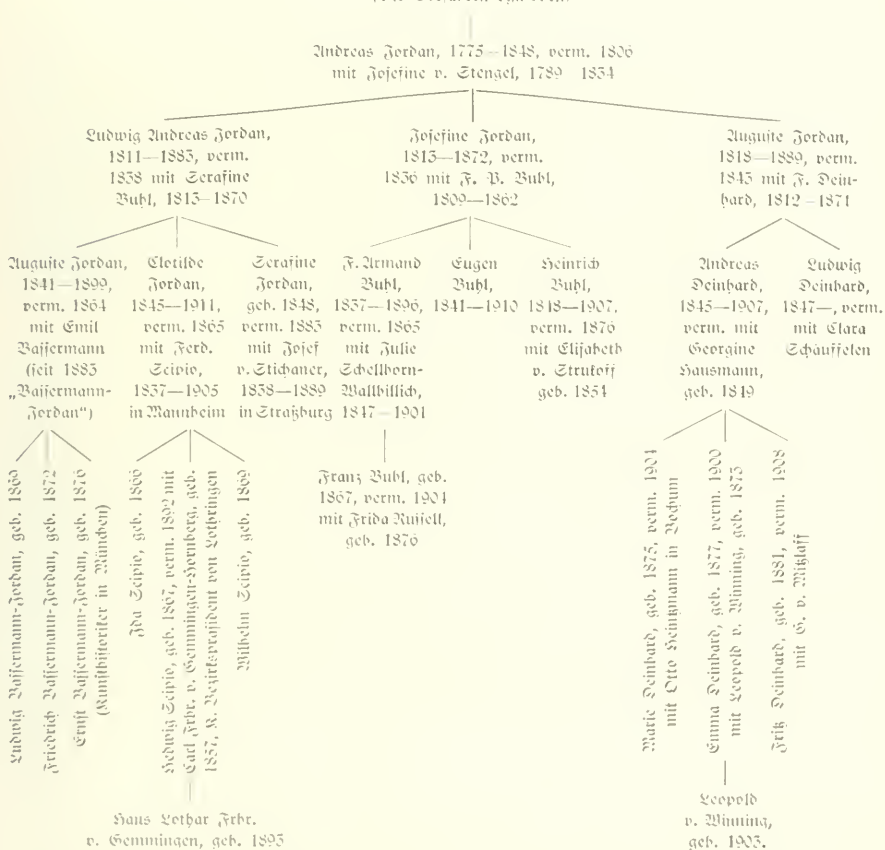 Andreas Jordan, 1775—1848, verm. 1806
mit Josefine v. Stengel, 1789—1834
Ludwig Andreas Jordan,
1811—1883, verm.
1838 mit Serafine
Buhl, 1813—1870
Josefine Jordan,
1813—1872, verm.
1836 mit F. P. Buhl,
1809—1862
Auguste Jordan,
1818—1889, verm.
1843 mit F. Dein-
hard, 1812—1871
Auguste Jordan,
1841—1899,
verm. 1864
mit Emil
Bassermann
(seit 1883
„Bassermann-
Jordan“)
Clotilde
Jordan,
1845—1911,
verm. 1865
mit Ferd.
Scipio,
1837—1905
in Mannheim
Serafine
Jordan,
geb. 1848,
verm. 1883
mit Josef
v. Stichaner,
1838—1889
in Straßburg
F. Armand
Buhl,
1837—1896,
verm. 1865
mit Julie
Schellhorn-
Wallbillich,
1847—1901
Eugen
Buhl,
1841—1910
Heinrich
Buhl,
1848—1907,
verm. 1876
mit Elisabeth
v. Strukoff
geb. 1854
Andreas
Deinhard,
1845—1907,
verm. mit
Georgine
Hausmann,
geb. 1849
Ludwig
Deinhard,
1847—, verm.
mit Clara
Schäuffelen
Ludwig Bassermann-Jordan, geb. 1869
Friedrich Bassermann-Jordan, geb. 1872
Ernst Bassermann-Jordan, geb. 1876
(Kunsthistoriker in München)
Ida Scipio, geb. 1866
Hedwig Scipio, geb. 1867, verm. 1892 mit
Carl Frhr. v. Gemmingen-Hornberg, geb.
1857, K. Bezirkspräsident von Lothringen
Wilhelm Scipio, geb. 1869
Franz Buhl, geb.
1867, verm. 1904
mit Frida Russell,
geb. 1876
Marie Deinhard, geb. 1875, verm. 1904
mit Otto Heintzmann in Bochum
Emma Deinhard, geb. 1877, verm. 1900
mit Leopold v. Winning, geb. 1873
Fritz Deinhard, geb. 1881, verm. 1908
mit G. v. Mitzlaff
Hans Lothar Frhr.
v. Gemmingen, geb. 1893
Leopold
v. Winning,
geb. 1903.